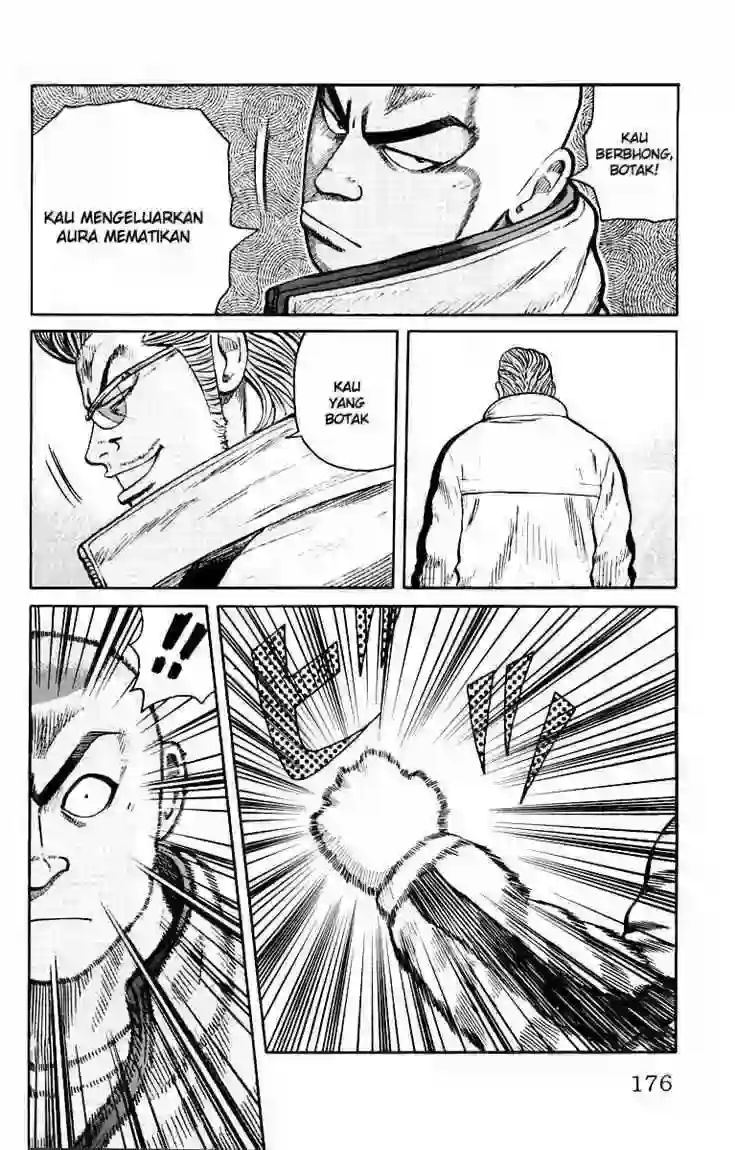 KAU
BERBHONG,
BOTAK!
KAU MENGELUARKAN
AURA MEMATIKAN
KAU
YANG
BOTAK
!!
176